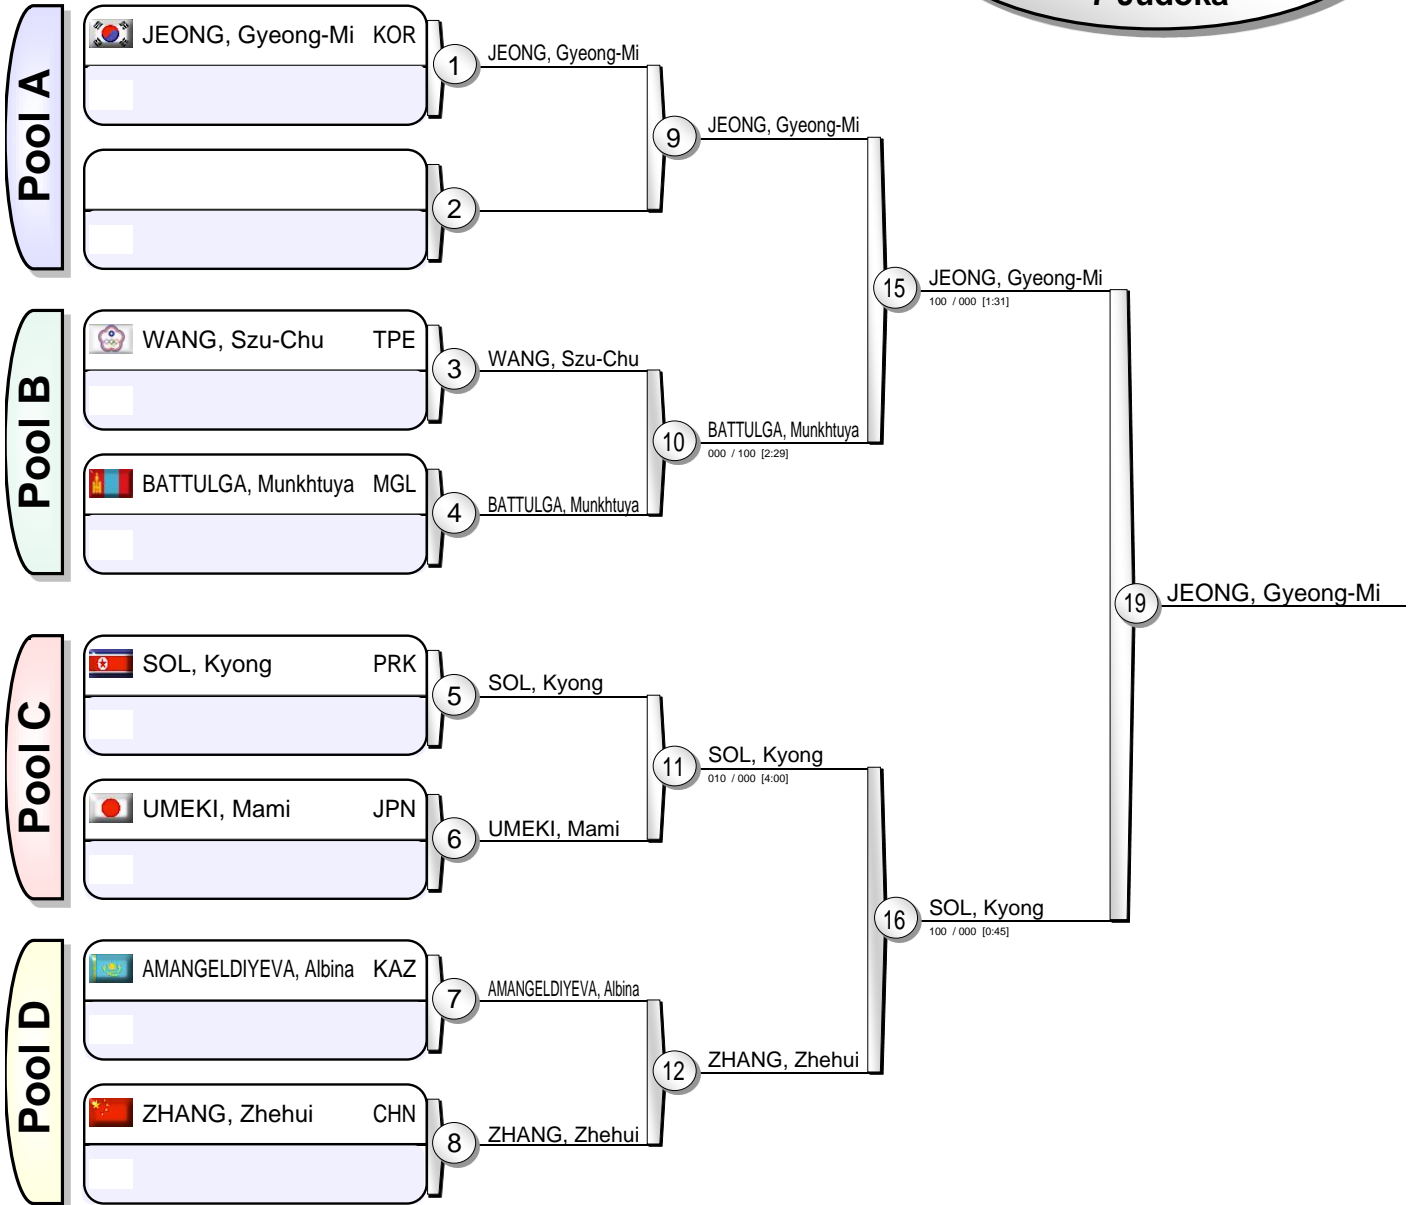 7 Judoka
Pool A
JEONG, Gyeong-Mi KOR
1
JEONG, Gyeong-Mi
2
9
JEONG, Gyeong-Mi
Pool B
WANG, Szu-Chu TPE
3
WANG, Szu-Chu
BATTULGA, Munkhtuya MGL
4
BATTULGA, Munkhtuya
10
BATTULGA, Munkhtuya
000 / 100 [2:29]
15
JEONG, Gyeong-Mi
100 / 000 [1:31]
Pool C
SOL, Kyong PRK
5
SOL, Kyong
UMEKI, Mami JPN
6
UMEKI, Mami
11
SOL, Kyong
010 / 000 [4:00]
Pool D
AMANGELDIYEVA, Albina KAZ
7
AMANGELDIYEVA, Albina
ZHANG, Zhehui CHN
8
ZHANG, Zhehui
12
ZHANG, Zhehui
16
SOL, Kyong
100 / 000 [0:45]
19
JEONG, Gyeong-Mi